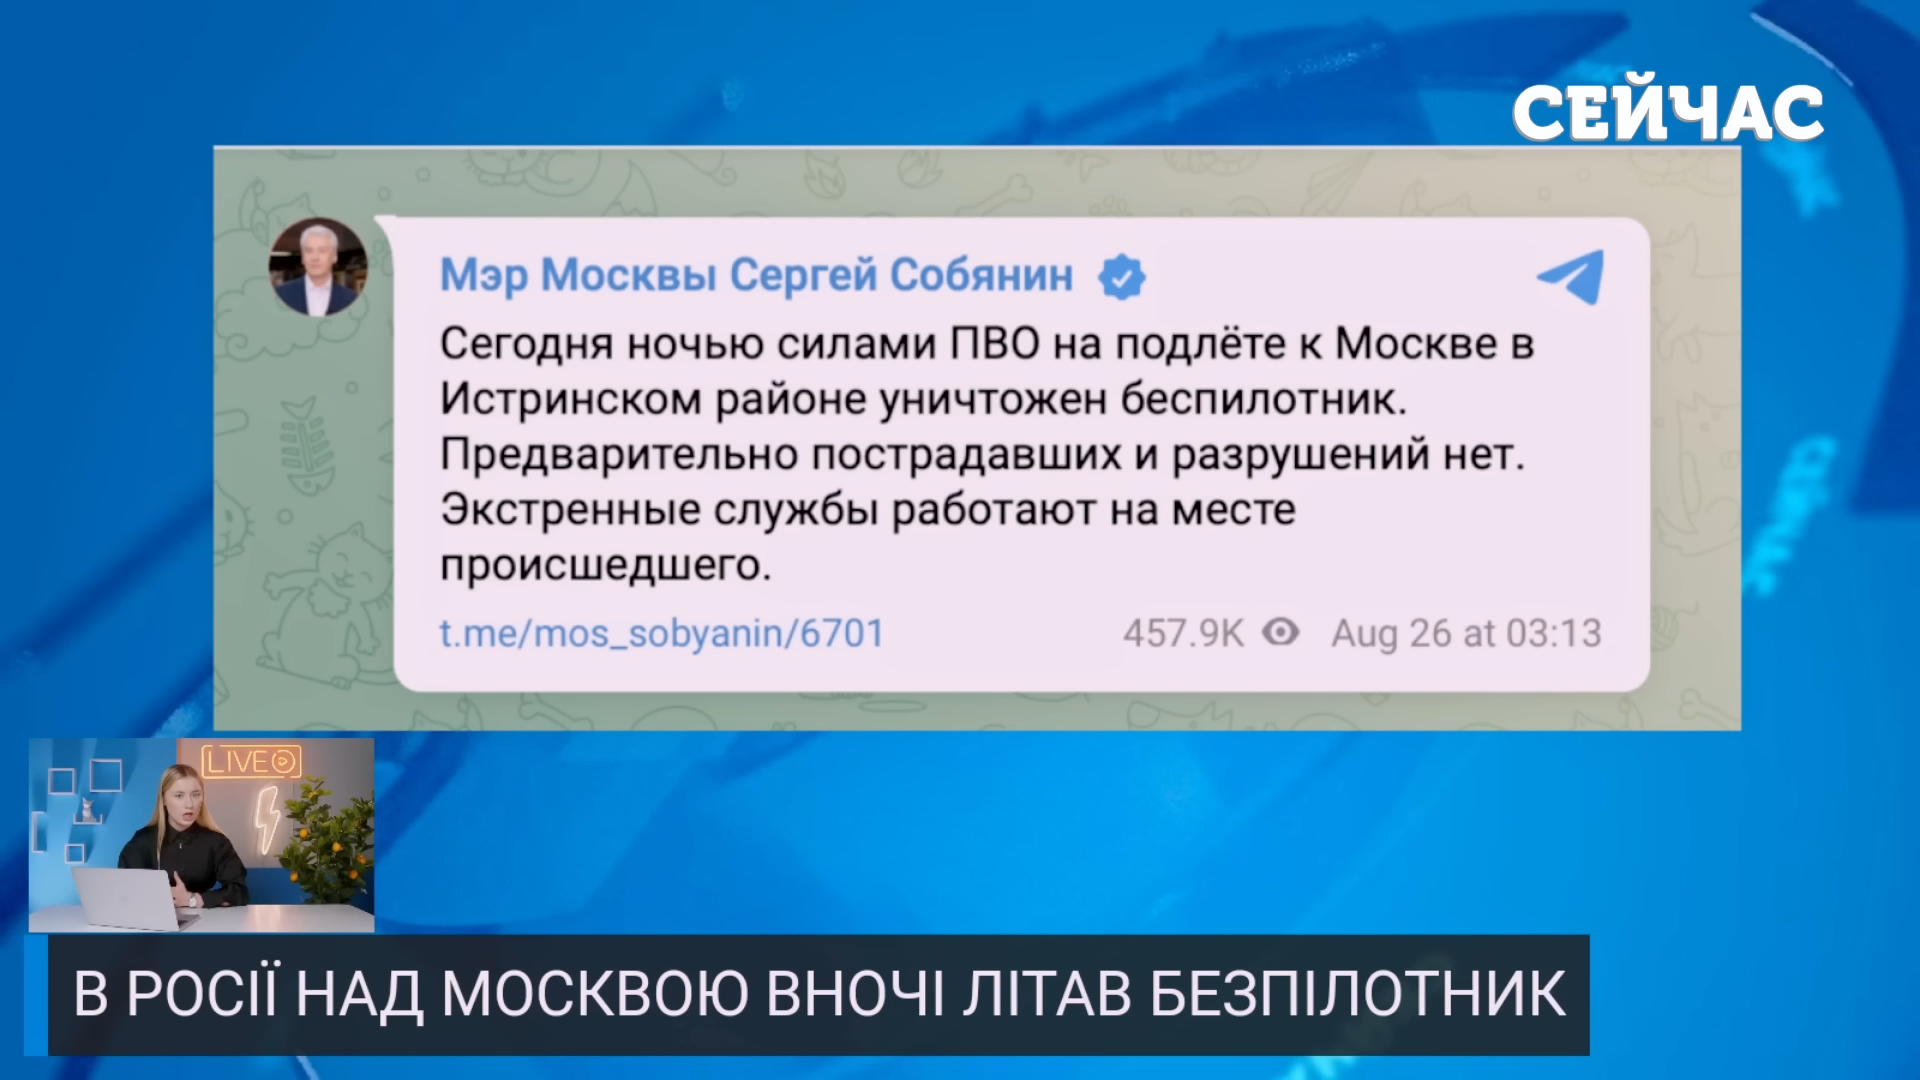 СЕЙЧАС
Мэр Москвы Сергей Собянин
Сегодня ночью силами ПВО на подлёте к Москве в
Истринском районе уничтожен беспилотник.
Предварительно пострадавших и разрушений нет.
Экстренные службы работают на месте
происшедшего.
t.me/mos_sobyanin/6701 457.9K Aug 26 at 03:13
LIVE
В РОСІЇ НАД МОСКВОЮ ВНОЧІ ЛІТАВ БЕЗПІЛОТНИК